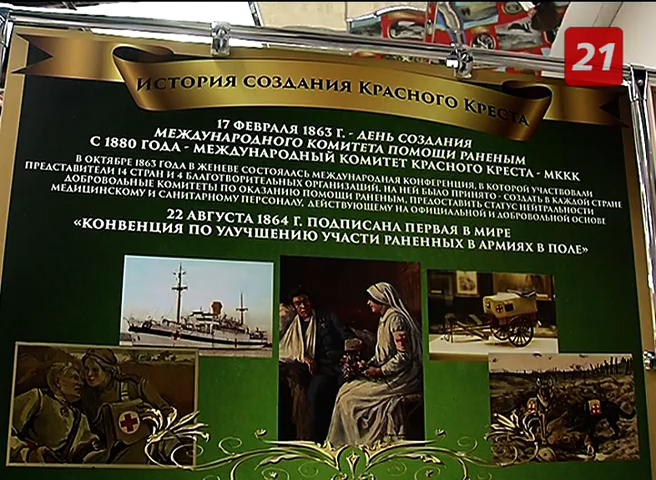 21
История создания Красного Креста
17 ФЕВРАЛЯ 1863 Г. - ДЕНЬ СОЗДАНИЯ
МЕЖДУНАРОДНОГО КОМИТЕТА ПОМОЩИ РАНЕНЫМ
С 1880 ГОДА - МЕЖДУНАРОДНЫЙ КОМИТЕТ КРАСНОГО КРЕСТА - МККК
В ОКТЯБРЕ 1863 ГОДА В ЖЕНЕВЕ СОСТОЯЛАСЬ МЕЖДУНАРОДНАЯ КОНФЕРЕНЦИЯ, В КОТОРОЙ УЧАСТВОВАЛИ
ПРЕДСТАВИТЕЛИ 14 СТРАН И 4 БЛАГОТВОРИТЕЛЬНЫХ ОРГАНИЗАЦИЙ, НА НЕЙ БЫЛО ПРИНЯТО - СОЗДАТЬ В КАЖДОЙ СТРАНЕ
ДОБРОВОЛЬНЫЕ КОМИТЕТЫ ПО ОКАЗАНИЮ ПОМОЩИ РАНЕНЫМ, ПРЕДОСТАВИТЬ СТАТУС НЕЙТРАЛЬНОСТИ
МЕДИЦИНСКОМУ И САНИТАРНОМУ ПЕРСОНАЛУ, ДЕЙСТВУЮЩЕМУ НА ОФИЦИАЛЬНОЙ И ДОБРОВОЛЬНОЙ ОСНОВЕ
22 АВГУСТА 1864 Г. ПОДПИСАНА ПЕРВАЯ В МИРЕ
«КОНВЕНЦИЯ ПО УЛУЧШЕНИЮ УЧАСТИ РАНЕННЫХ В АРМИЯХ В ПОЛЕ»